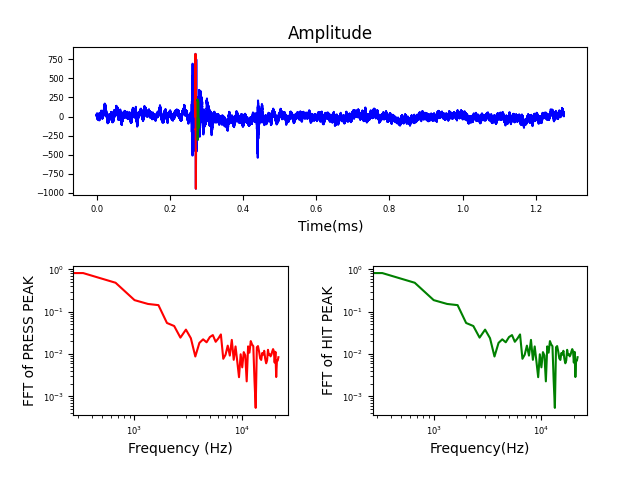 Amplitude
750
500
250
0
−250
−500
−750
−1000
0.0 0.2 0.4 0.6 0.8 1.0 1.2
Time(ms)
FFT of PRESS PEAK
10⁰
10⁻¹
10⁻²
10⁻³
10³ 10⁴
Frequency (Hz)
FFT of HIT PEAK
10⁰
10⁻¹
10⁻²
10⁻³
10³ 10⁴
Frequency(Hz)